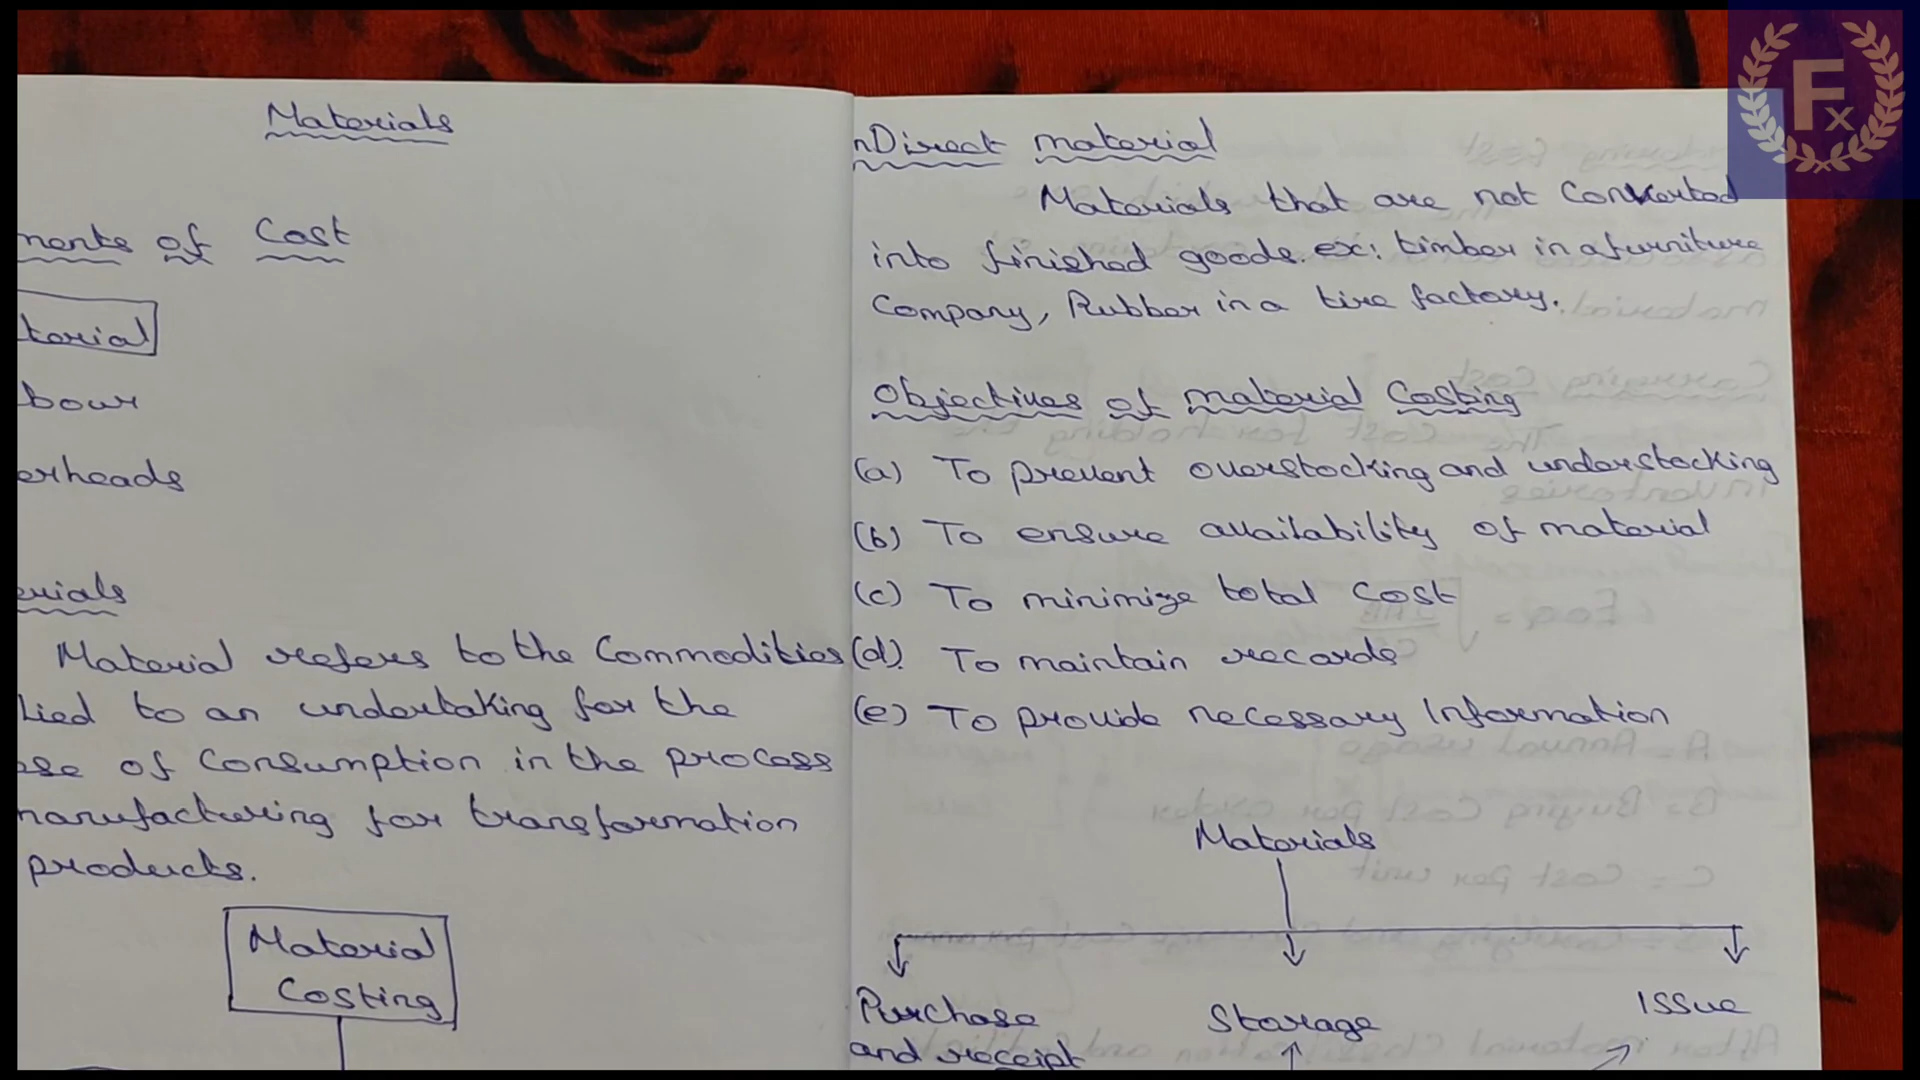 Materials
ments of Cost
terial
bour
erheads
erials
Material refers to the Commodities
lied to an undertaking for the
ose of Consumption in the process
manufacturing for transformation
products.
Material
Costing
nDirect material
Materials that are not Converted
into finished goods. ex: timber in a furniture
Company, Rubber in a tire factory.
Objectives of material Costing
(a) To prevent overstocking and understocking
(b) To ensure availability of material
(c) To minimize total Cost
(d). To maintain records
(e) To provide necessary Information
Materials
Purchase
and receipt
Storage
Issue
Fx